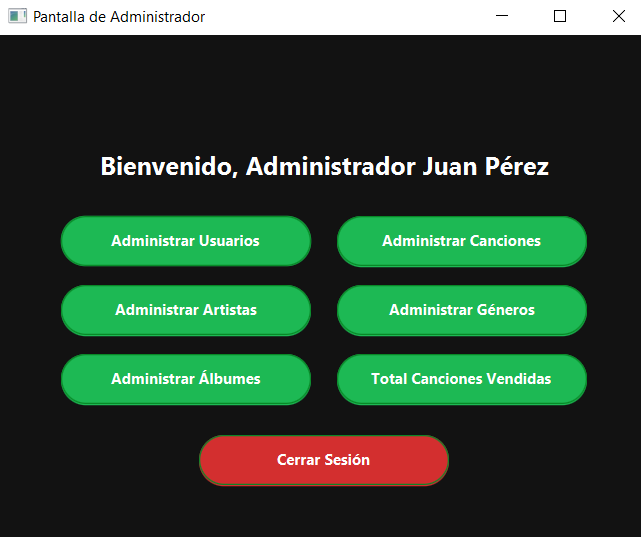 Pantalla de Administrador
Bienvenido, Administrador Juan Pérez
Administrar Usuarios
Administrar Canciones
Administrar Artistas
Administrar Géneros
Administrar Álbumes
Total Canciones Vendidas
Cerrar Sesión